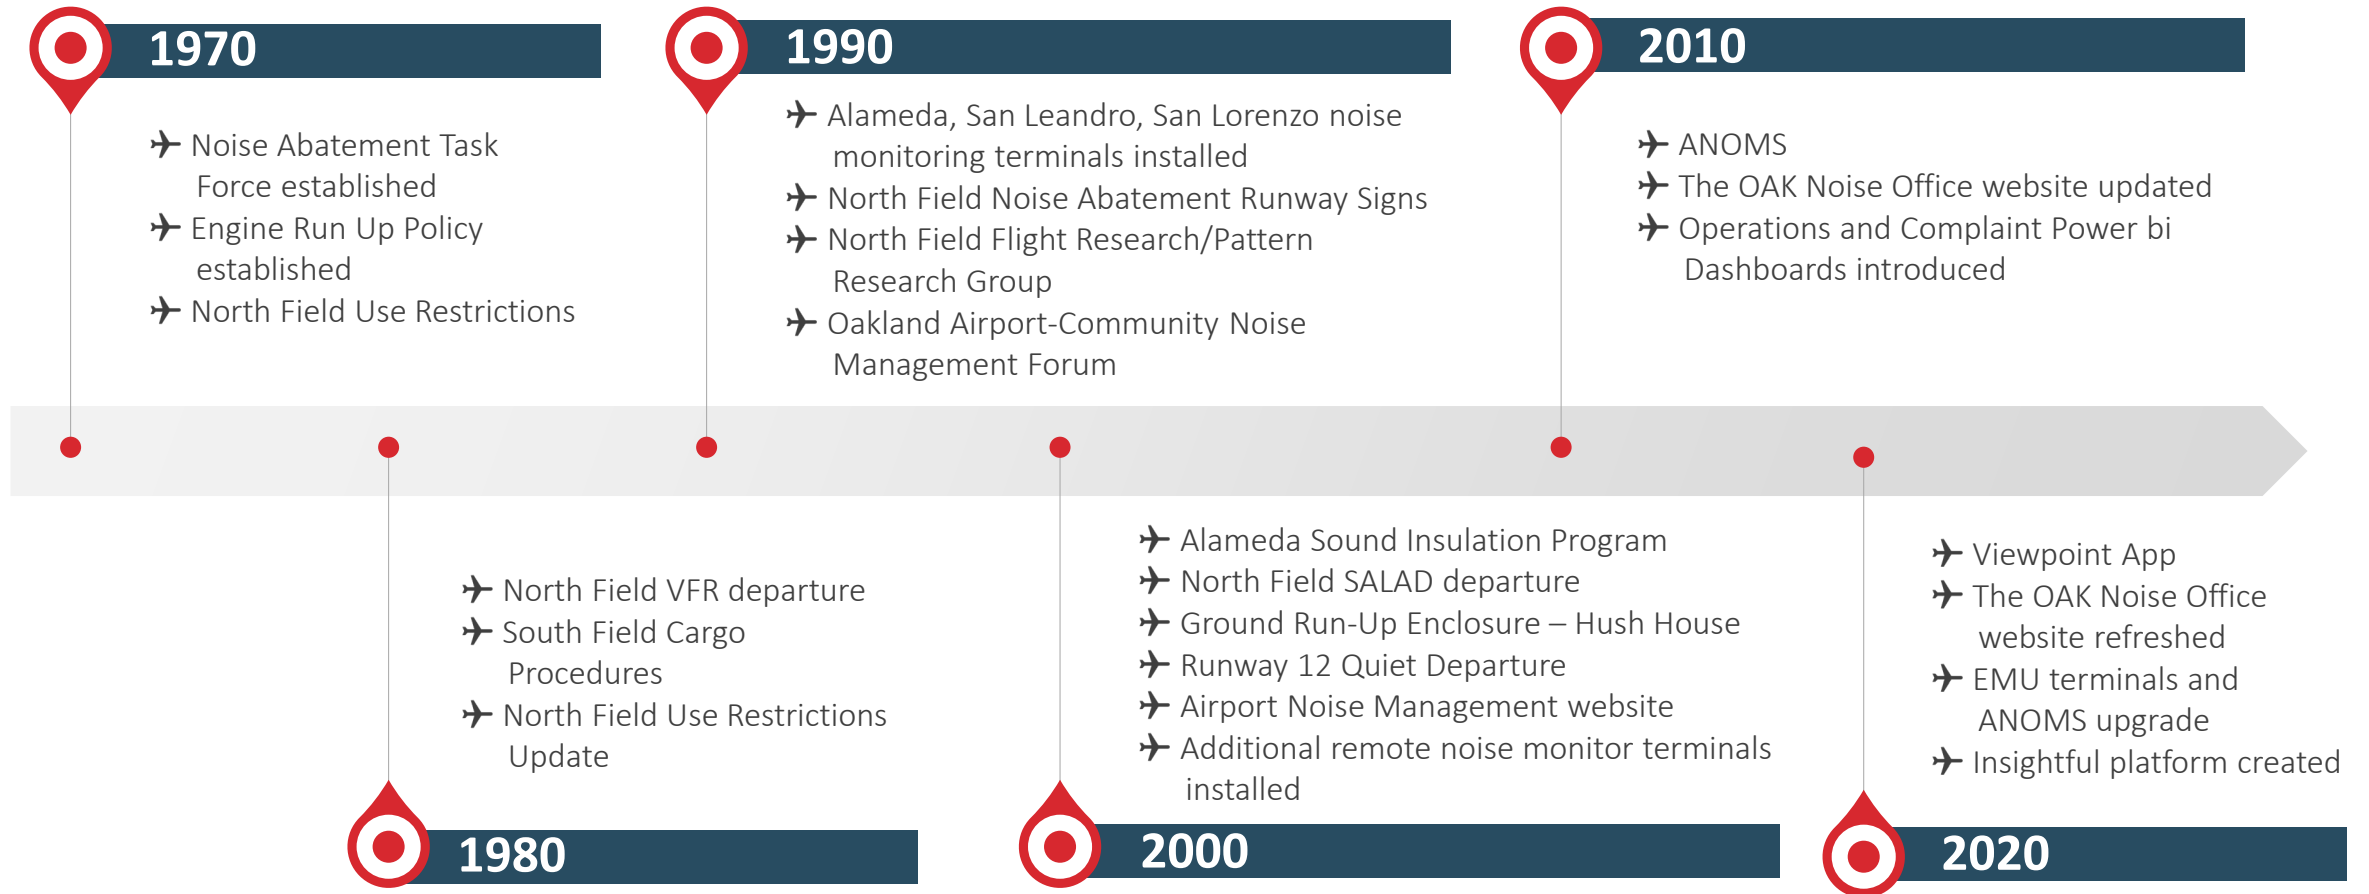 1970
Noise Abatement Task
Force established
Engine Run Up Policy
established
North Field Use Restrictions
1990
Alameda, San Leandro, San Lorenzo noise
monitoring terminals installed
North Field Noise Abatement Runway Signs
North Field Flight Research/Pattern
Research Group
Oakland Airport-Community Noise
Management Forum
2010
ANOMS
The OAK Noise Office website updated
Operations and Complaint Power bi
Dashboards introduced
North Field VFR departure
South Field Cargo
Procedures
North Field Use Restrictions
Update
1980
Alameda Sound Insulation Program
North Field SALAD departure
Ground Run-Up Enclosure – Hush House
Runway 12 Quiet Departure
Airport Noise Management website
Additional remote noise monitor terminals
installed
2000
Viewpoint App
The OAK Noise Office
website refreshed
EMU terminals and
ANOMS upgrade
Insightful platform created
2020